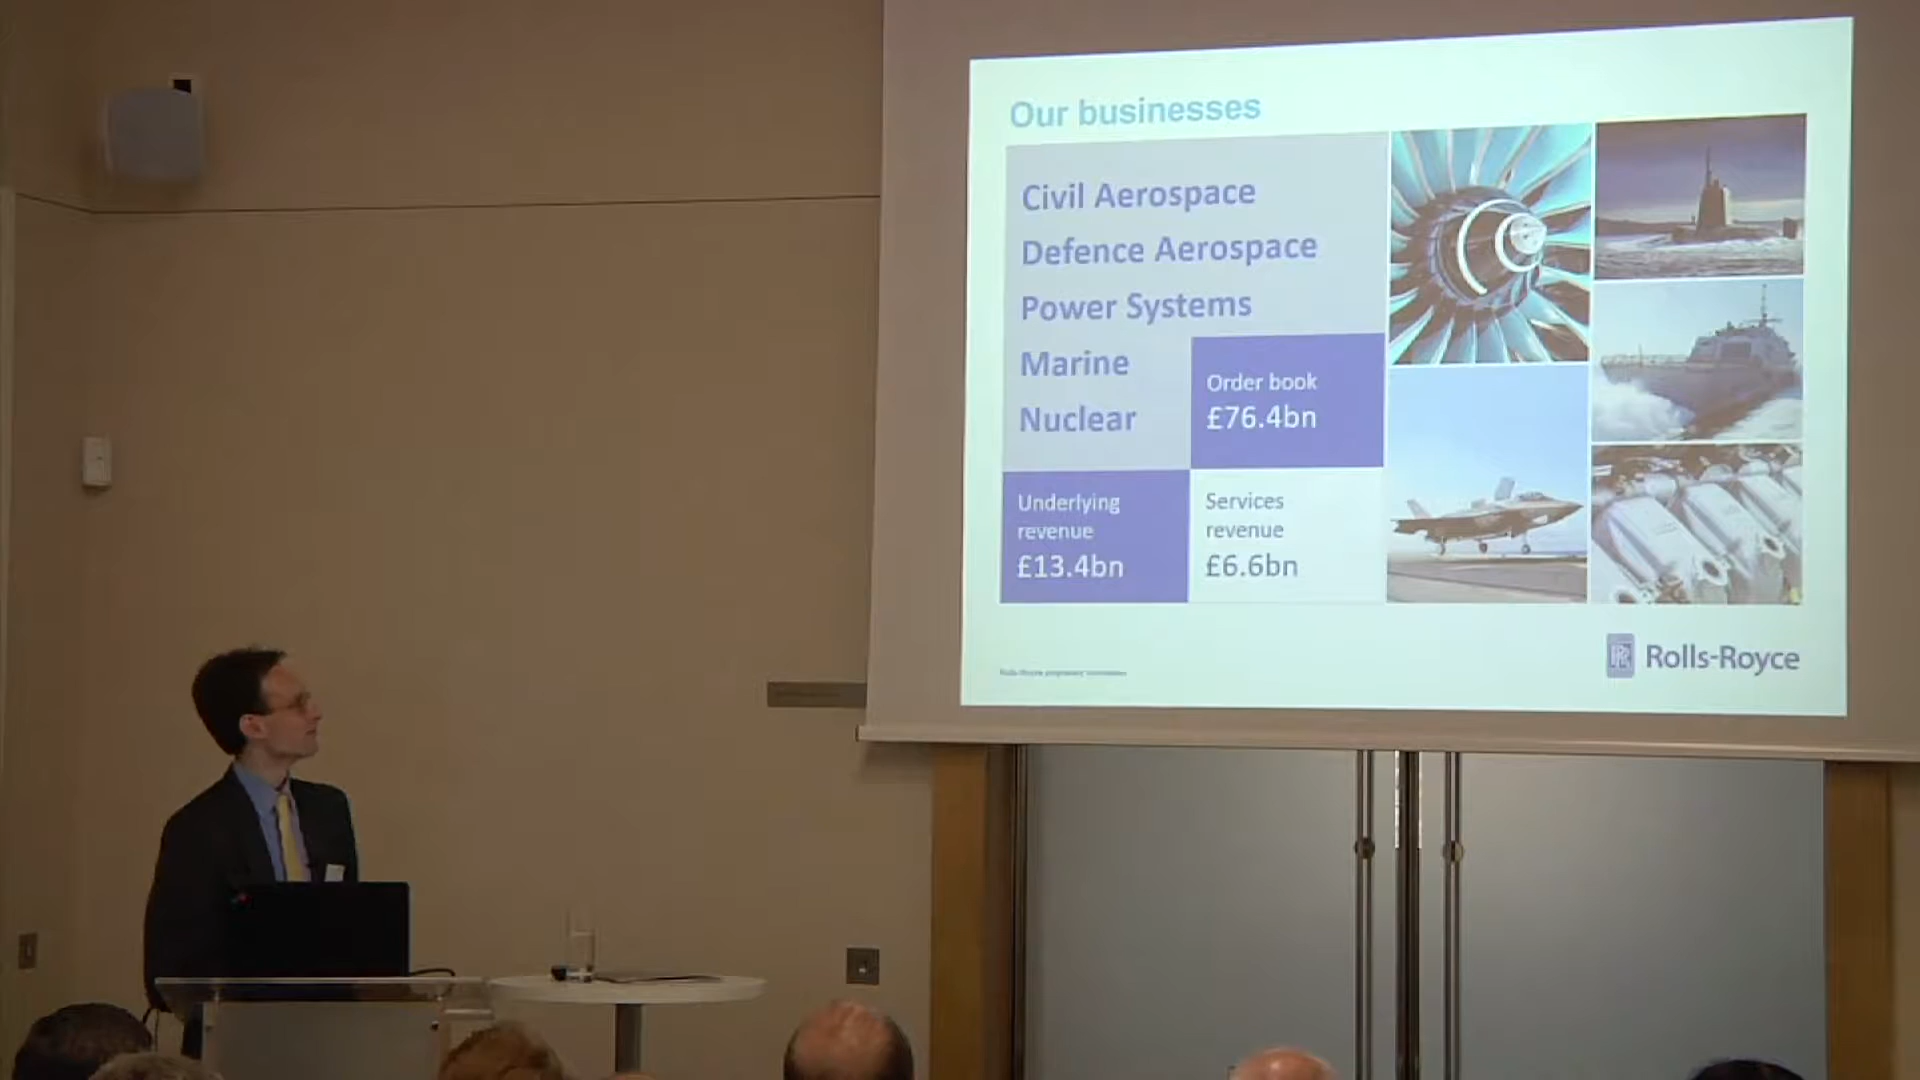 Our businesses
Civil Aerospace
Defence Aerospace
Power Systems
Marine
Nuclear
Order book
£76.4bn
Underlying
revenue
£13.4bn
Services
revenue
£6.6bn
Rolls-Royce